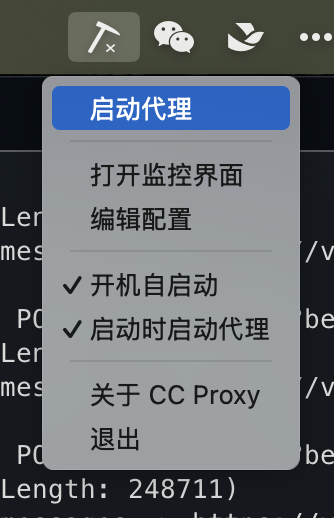 启动代理
打开监控界面
编辑配置
Len
mes
//v
✓ 开机自启动
✓ 启动时启动代理
PO
?be
Len
mes
//v
关于 CC Proxy
退出
PO
?be
Length: 248711)